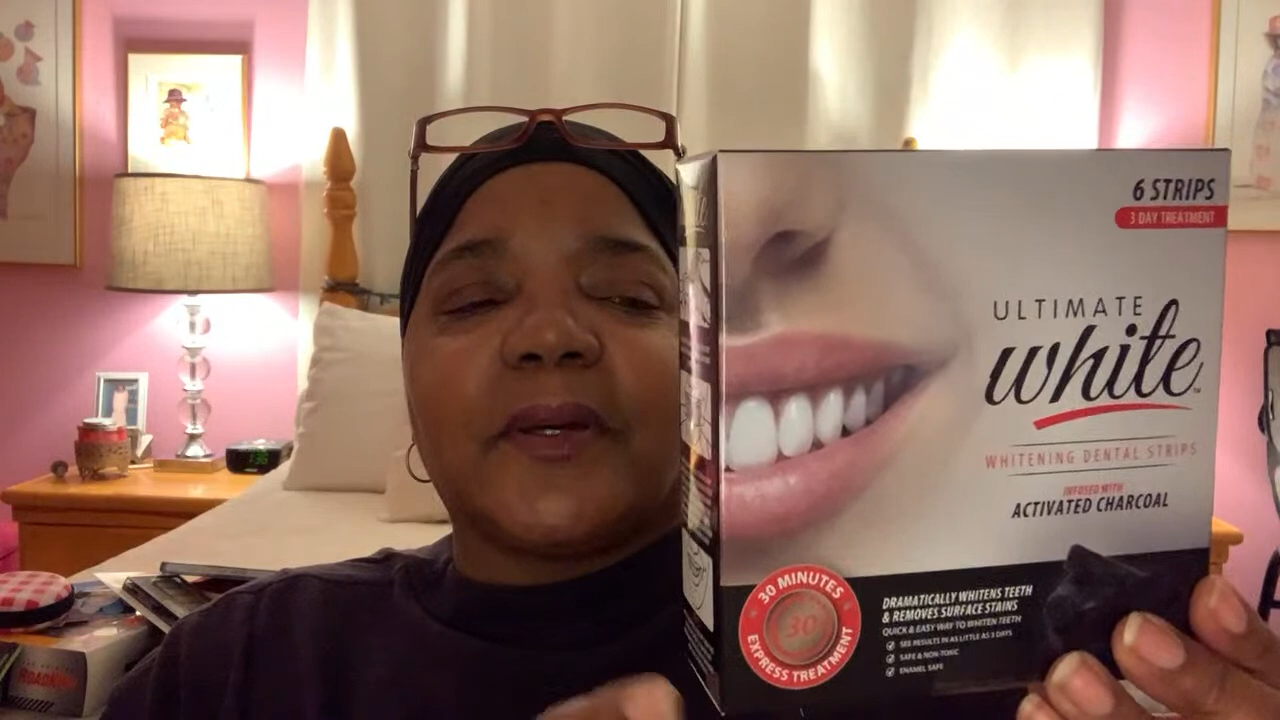 6 STRIPS
3 DAY TREATMENT
ULTIMATE
white™
WHITENING DENTAL STRIPS
INFUSED WITH
ACTIVATED CHARCOAL
30 MINUTES
30
EXPRESS TREATMENT
DRAMATICALLY WHITENS TEETH
& REMOVES SURFACE STAINS
QUICK & EASY WAY TO WHITEN TEETH
SEE RESULTS IN AS LITTLE AS 3 DAYS
SAFE & NON-TOXIC
ENAMEL SAFE